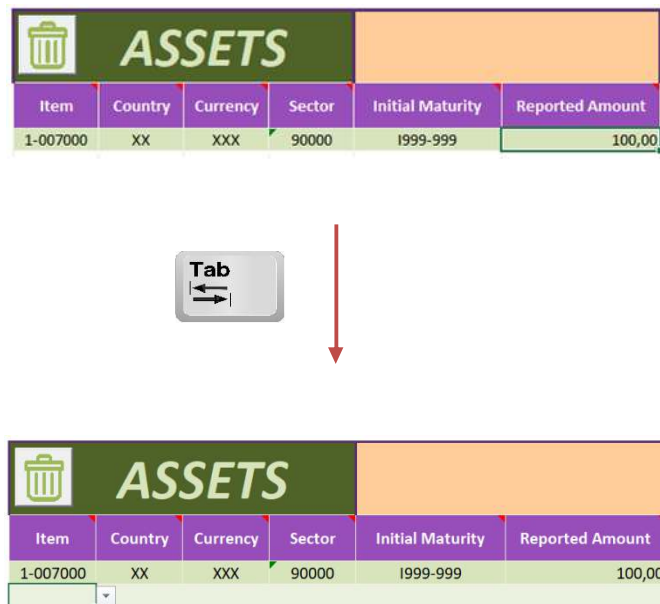 ASSETS
Item Country Currency Sector Initial Maturity Reported Amount
1-007000 XX XXX 90000 I999-999 100,00
Tab
ASSETS
Item Country Currency Sector Initial Maturity Reported Amount
1-007000 XX XXX 90000 I999-999 100,00